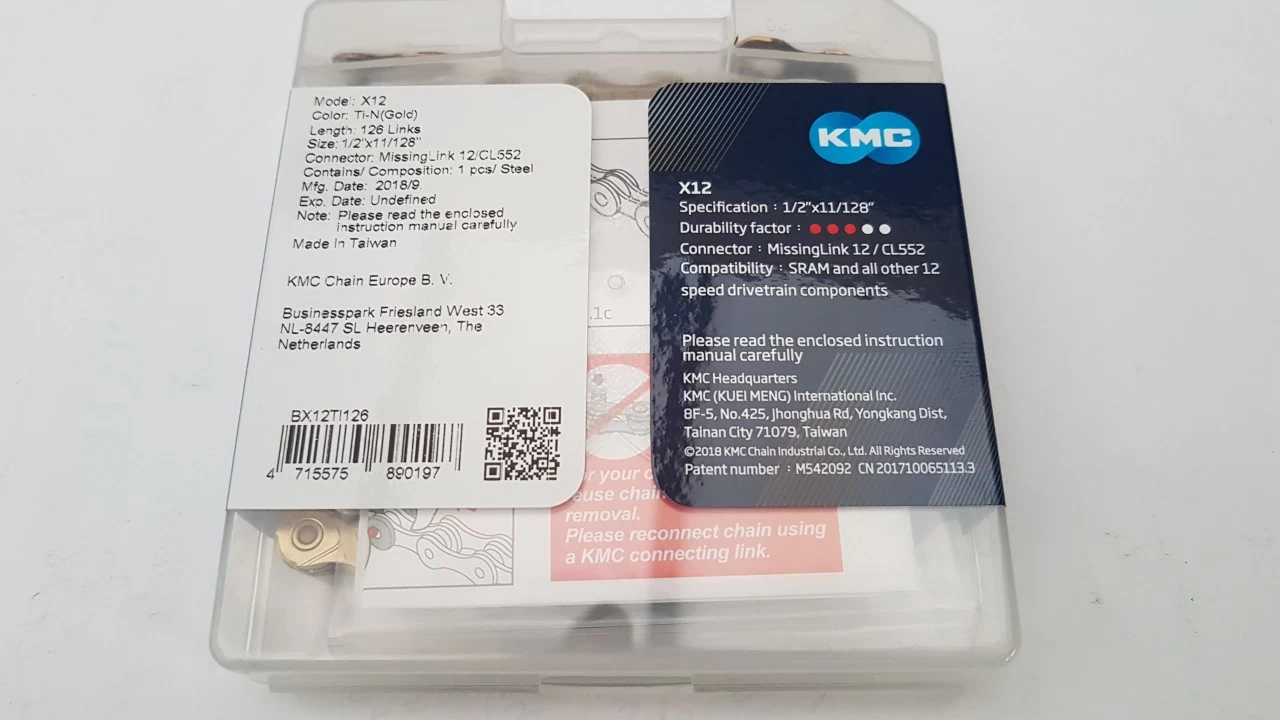 Model: X12
Color: Ti-N(Gold)
Length: 126 Links
Size: 1/2"x11/128"
Connector: MissingLink 12/CL552
Contains/ Composition: 1 pcs/ Steel
Mfg. Date: 2018/9
Exp. Date: Undefined
Note: Please read the enclosed
instruction manual carefully
Made In Taiwan
KMC Chain Europe B. V.
Businesspark Friesland West 33
NL-8447 SL Heerenveen, The
Netherlands
BX12TI126
4 715575 890197
.1c
your
euse chain
removal.
Please reconnect chain using
a KMC connecting link.
KMC
X12
Specification : 1/2"x11/128"
Durability factor :
Connector : MissingLink 12 / CL552
Compatibility : SRAM and all other 12
speed drivetrain components
Please read the enclosed instruction
manual carefully
KMC Headquarters
KMC (KUEI MENG) International Inc.
8F-5, No.425, Jhonghua Rd, Yongkang Dist,
Tainan City 71079, Taiwan
©2018 KMC Chain Industrial Co., Ltd. All Rights Reserved
Patent number : M542092 CN 201710065113.3